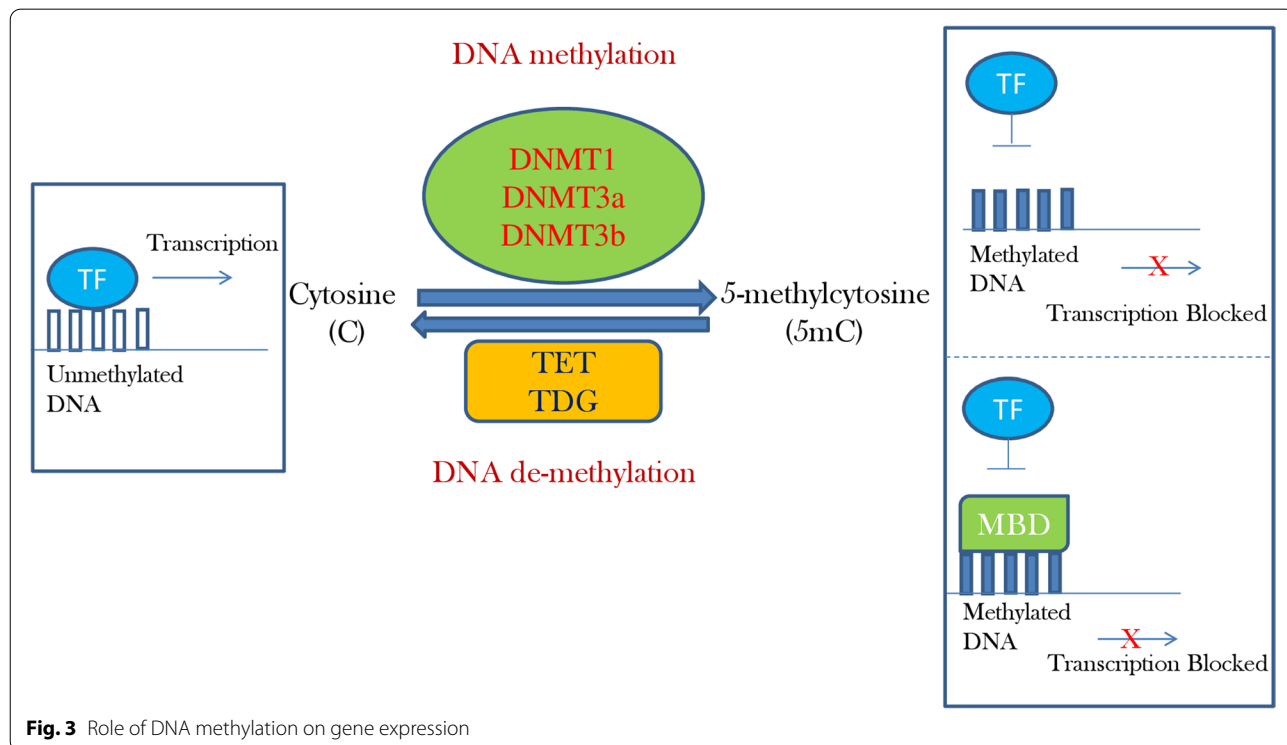 DNA methylation
DNMT1
DNMT3a
DNMT3b
TF
Transcription
Unmethylated
DNA
Cytosine
(C)
5-methylcytosine
(5mC)
TET
TDG
DNA de-methylation
TF
Methylated
DNA
X
Transcription Blocked
TF
MBD
Methylated
DNA
X
Transcription Blocked
Fig. 3 Role of DNA methylation on gene expression